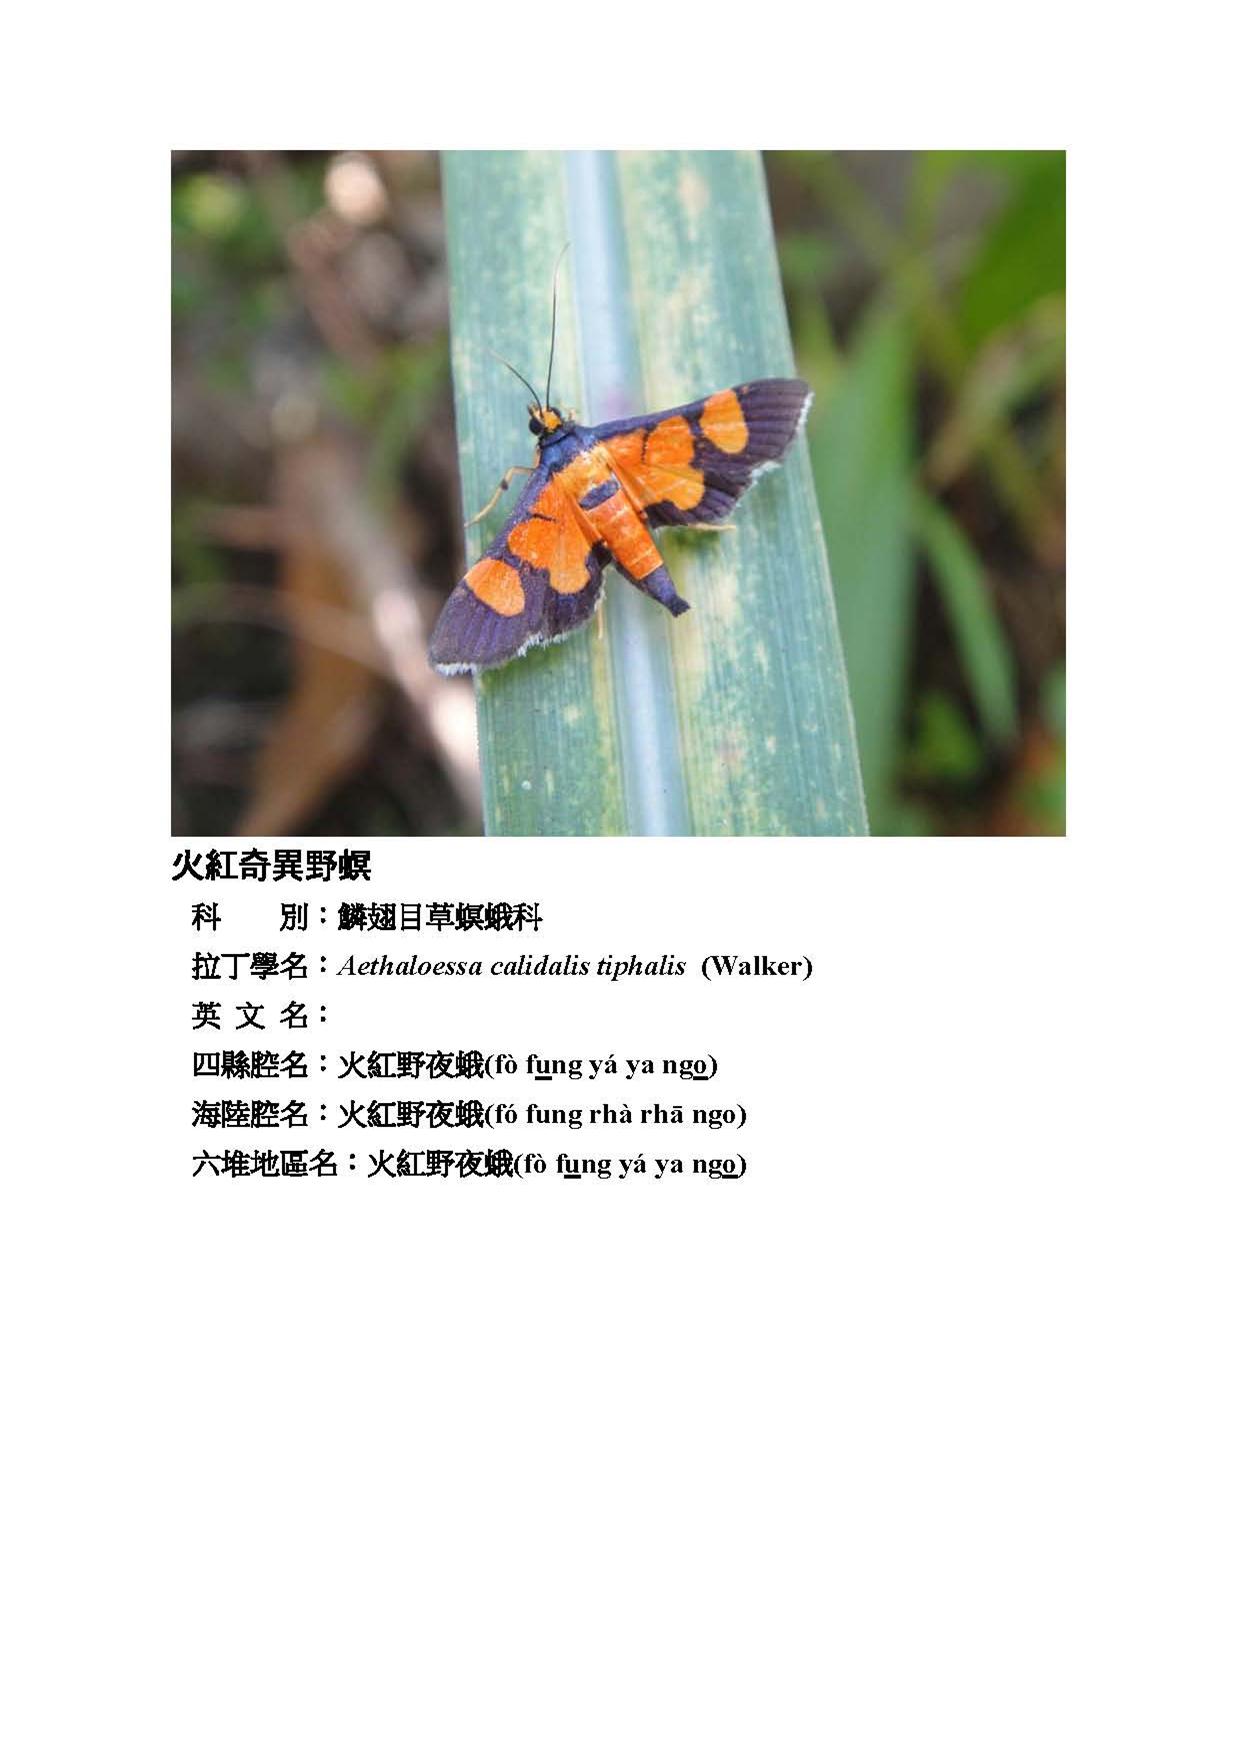 火紅奇異野螟
科　　別：鱗翅目草螟蛾科
拉丁學名：Aethaloessa calidalis tiphalis (Walker)
英 文 名：
四縣腔名：火紅野夜蛾(fò fung yá ya ngo)
海陸腔名：火紅野夜蛾(fó fung rhà rhā ngo)
六堆地區名：火紅野夜蛾(fò fung yá ya ngo)